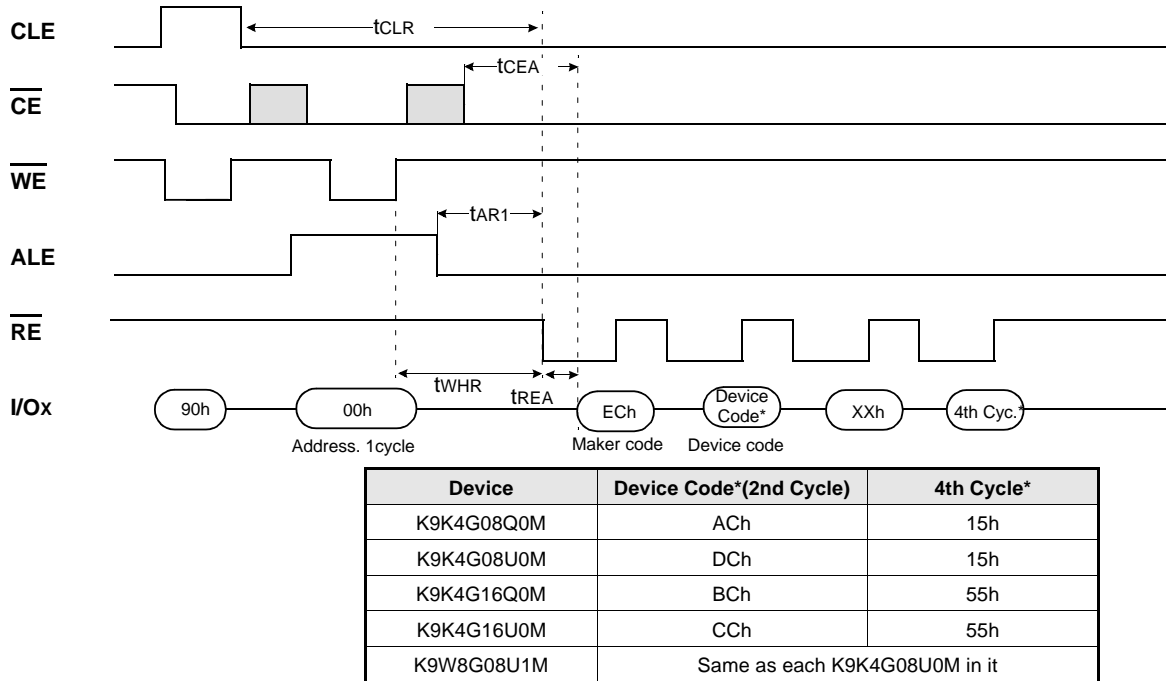 CLE
tCLR
tCEA
CE
WE
tAR1
ALE
RE
tWHR
tREA
I/Ox
90h
00h
ECh
Device
Code*
XXh
4th Cyc.*
Address. 1cycle
Maker code
Device code
Device Device Code*(2nd Cycle) 4th Cycle*
K9K4G08Q0M ACh 15h
K9K4G08U0M DCh 15h
K9K4G16Q0M BCh 55h
K9K4G16U0M CCh 55h
K9W8G08U1M Same as each K9K4G08U0M in it